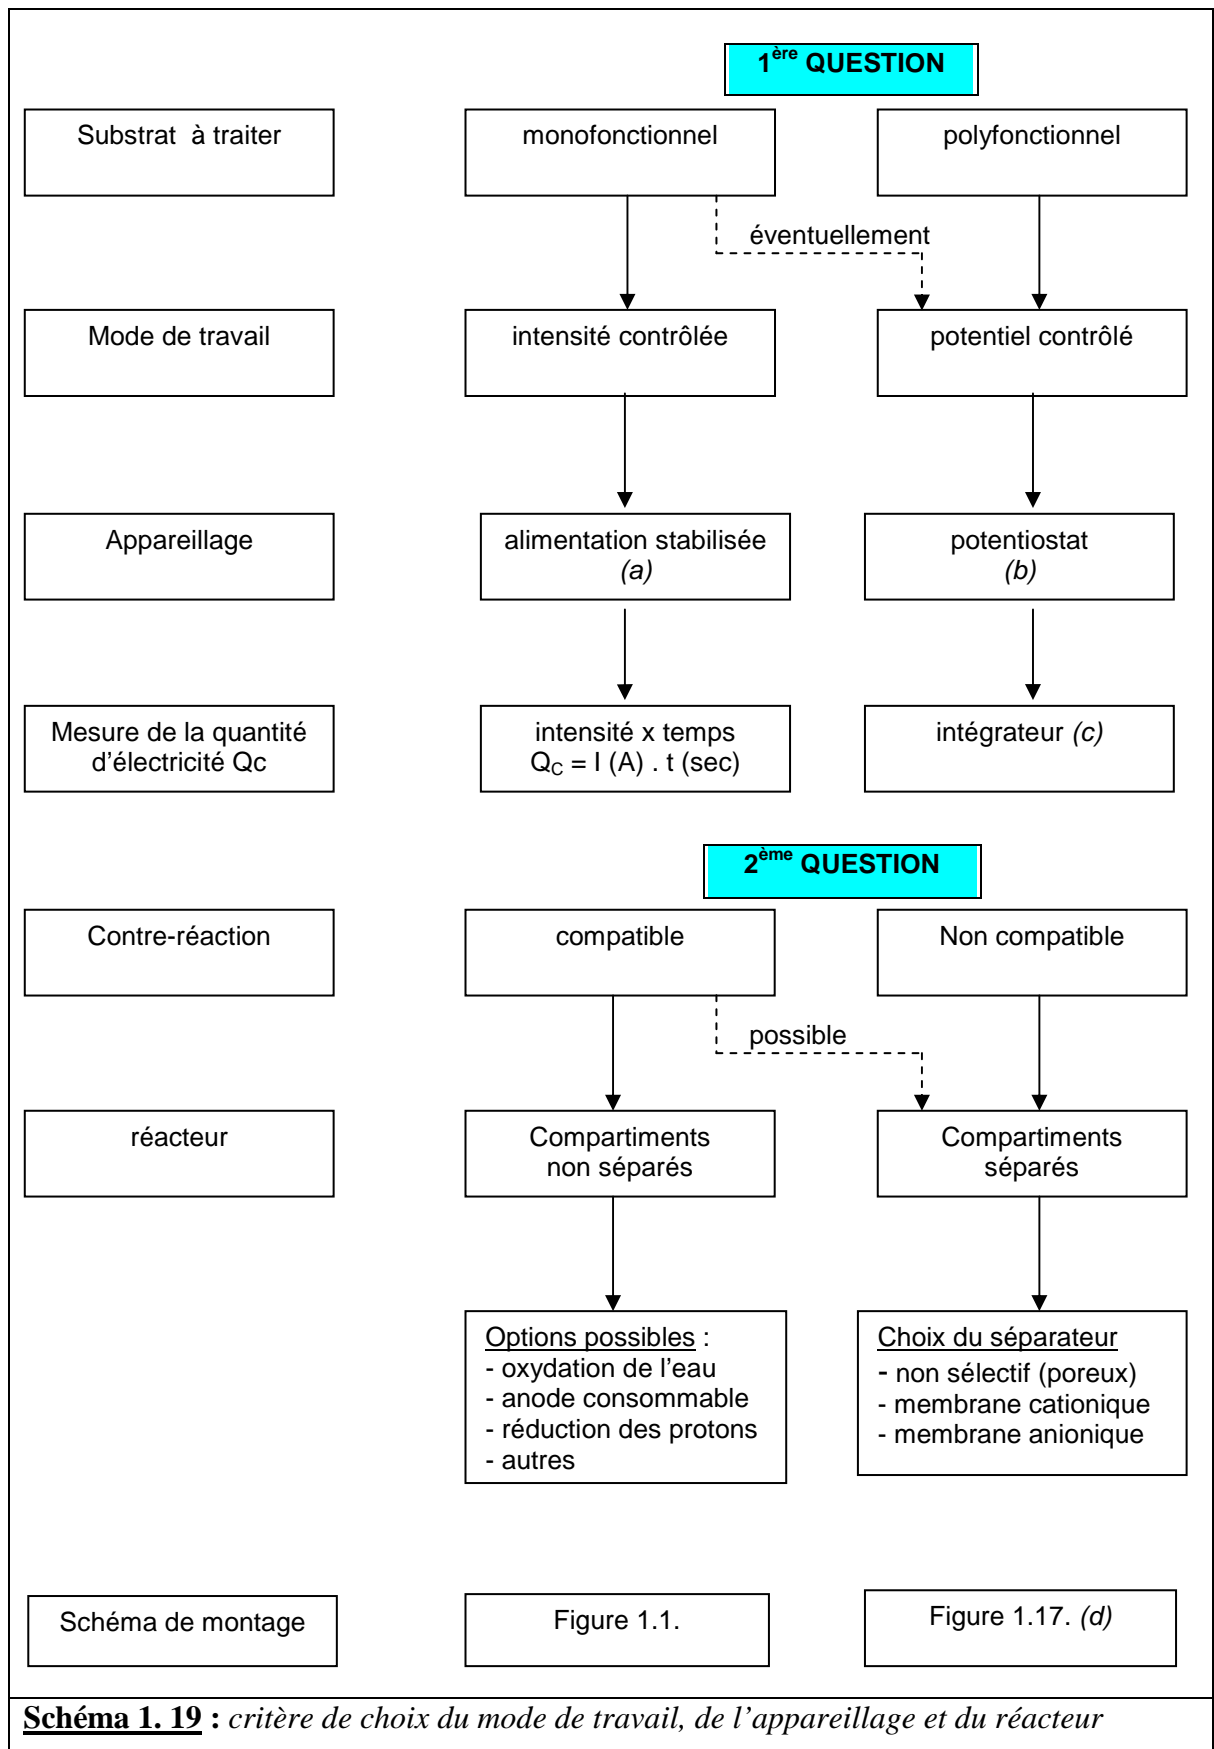 1ère QUESTION
Substrat à traiter
monofonctionnel
polyfonctionnel
éventuellement
Mode de travail
intensité contrôlée
potentiel contrôlé
Appareillage
alimentation stabilisée
(a)
potentiostat
(b)
Mesure de la quantité
d'électricité Qc
intensité x temps
QC = I (A) . t (sec)
intégrateur (c)
2ème QUESTION
Contre-réaction
compatible
Non compatible
possible
réacteur
Compartiments
non séparés
Compartiments
séparés
Options possibles :
- oxydation de l'eau
- anode consommable
- réduction des protons
- autres
Choix du séparateur
- non sélectif (poreux)
- membrane cationique
- membrane anionique
Schéma de montage
Figure 1.1.
Figure 1.17. (d)
Schéma 1. 19 : critère de choix du mode de travail, de l'appareillage et du réacteur